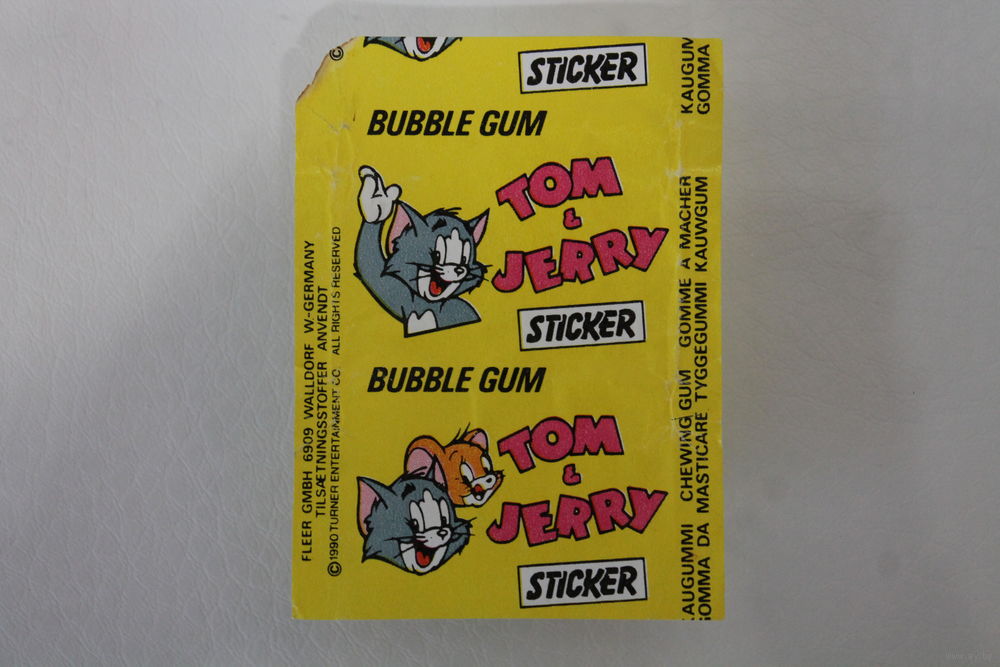 STICKER
BUBBLE GUM
TOM
&
JERRY
STICKER
BUBBLE GUM
TOM
&
JERRY
STICKER
FLEER GMBH 6909 WALLDORF W-GERMANY
TILSÆTNINGSSTOFFER ANVENDT
©1990 TURNER ENTERTAINMENT CO. ALL RIGHTS RESERVED
©
KAUGUMMI CHEWING GUM GOMME A MACHER KAUGUM
GOMMA DA MASTICARE TYGGEGUMMI KAUWGUM GOMMA